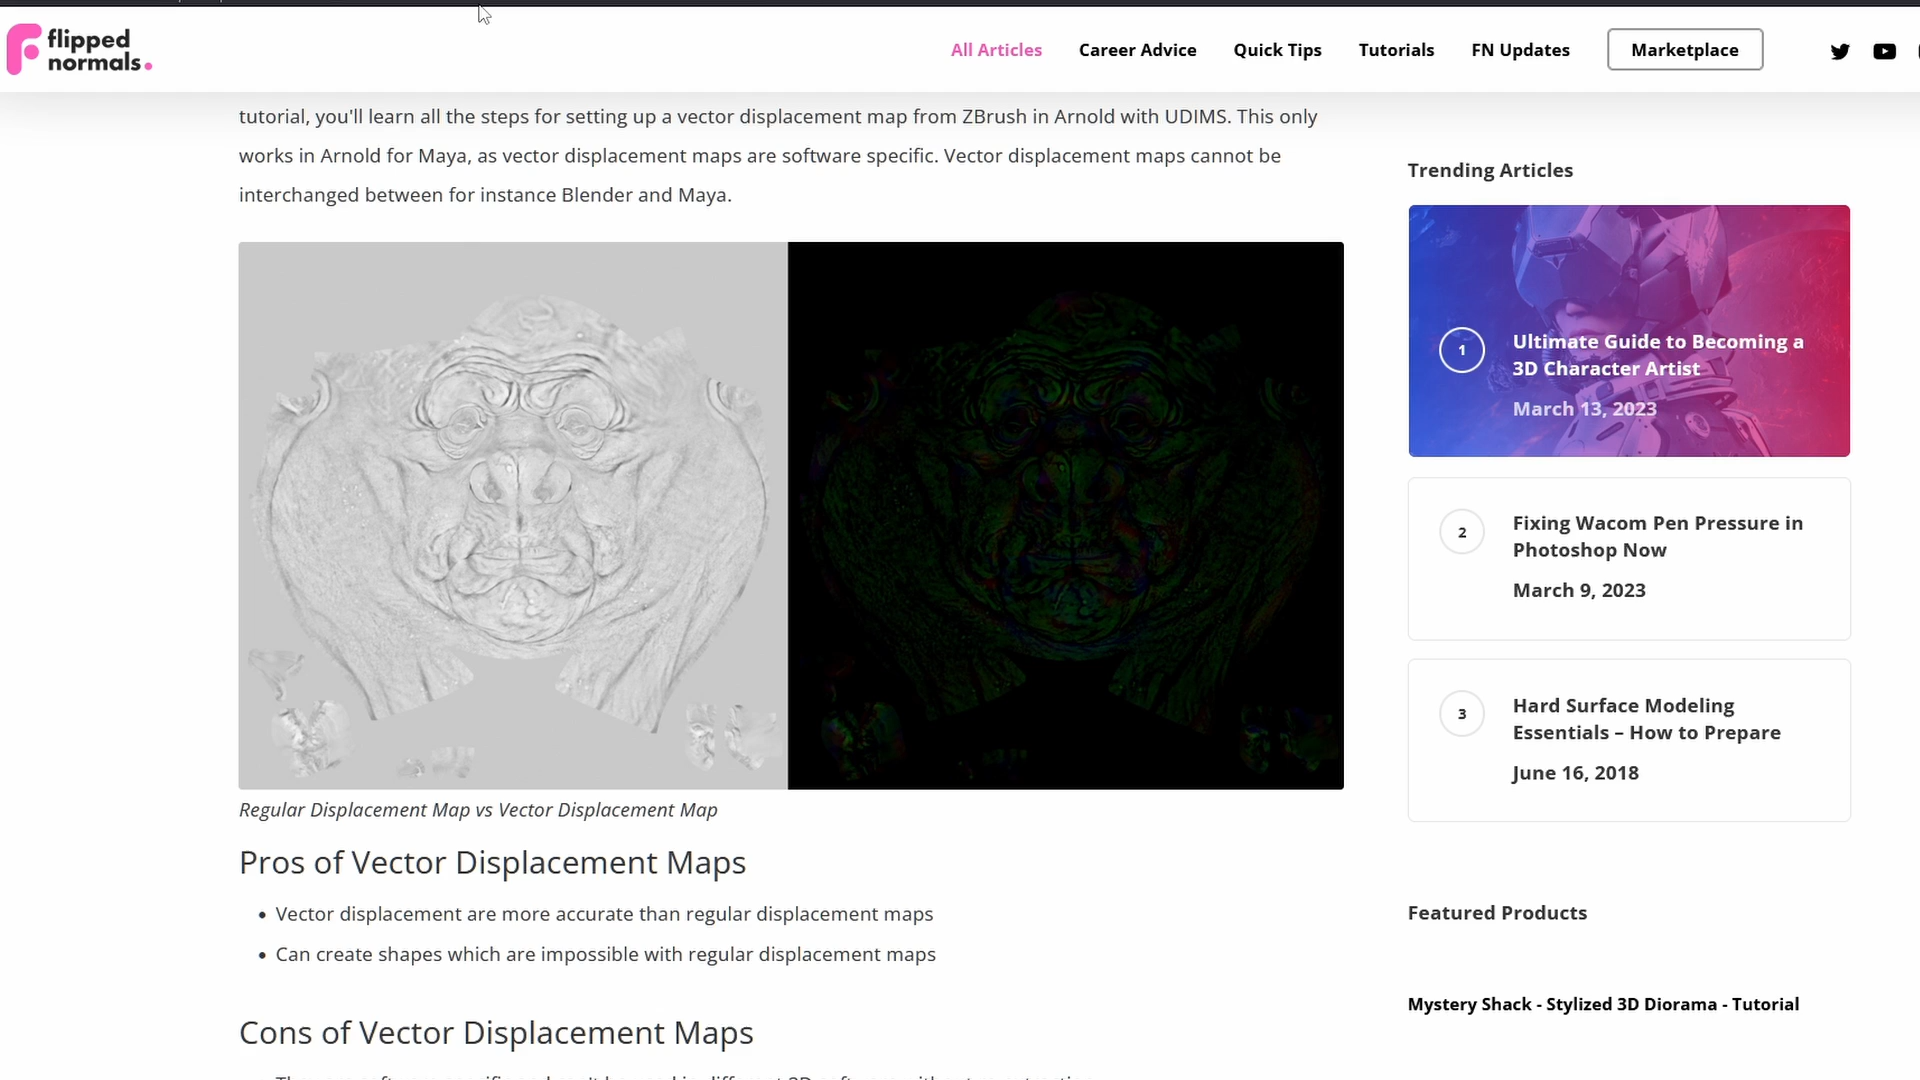 flipped
normals.
All Articles
Career Advice
Quick Tips
Tutorials
FN Updates
Marketplace
tutorial, you'll learn all the steps for setting up a vector displacement map from ZBrush in Arnold with UDIMS. This only
works in Arnold for Maya, as vector displacement maps are software specific. Vector displacement maps cannot be
interchanged between for instance Blender and Maya.
Regular Displacement Map vs Vector Displacement Map
Pros of Vector Displacement Maps
Vector displacement are more accurate than regular displacement maps
Can create shapes which are impossible with regular displacement maps
Cons of Vector Displacement Maps
Trending Articles
1
Ultimate Guide to Becoming a
3D Character Artist
March 13, 2023
2
Fixing Wacom Pen Pressure in
Photoshop Now
March 9, 2023
3
Hard Surface Modeling
Essentials – How to Prepare
June 16, 2018
Featured Products
Mystery Shack - Stylized 3D Diorama - Tutorial